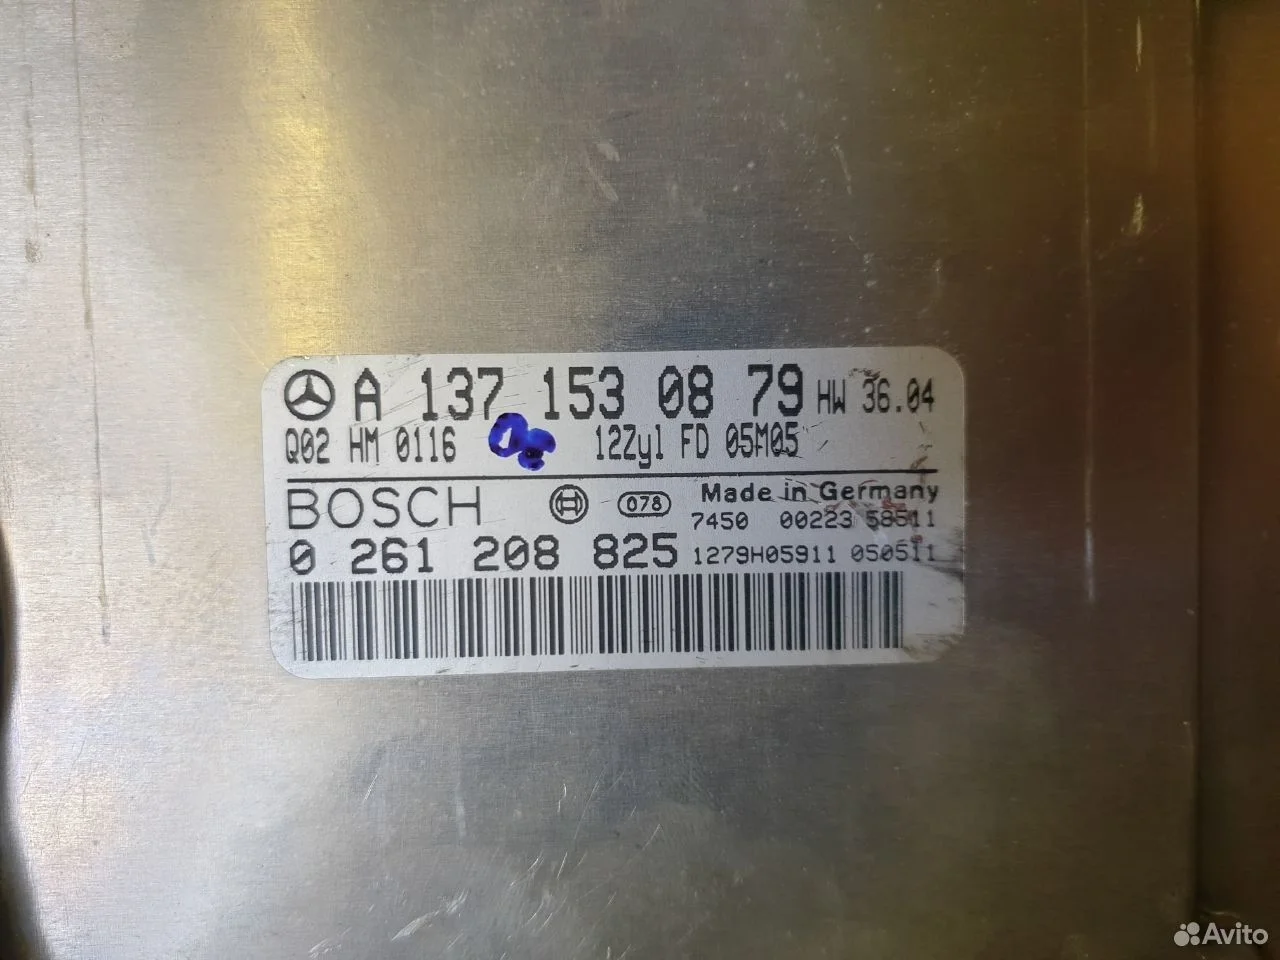 A 137 153 08 79 HW 36.04
Q02 HM 0116 12Zyl FD 05M05
BOSCH 078 Made in Germany
7450 00223 58511
0 261 208 825 1279H05911 050511
Avito